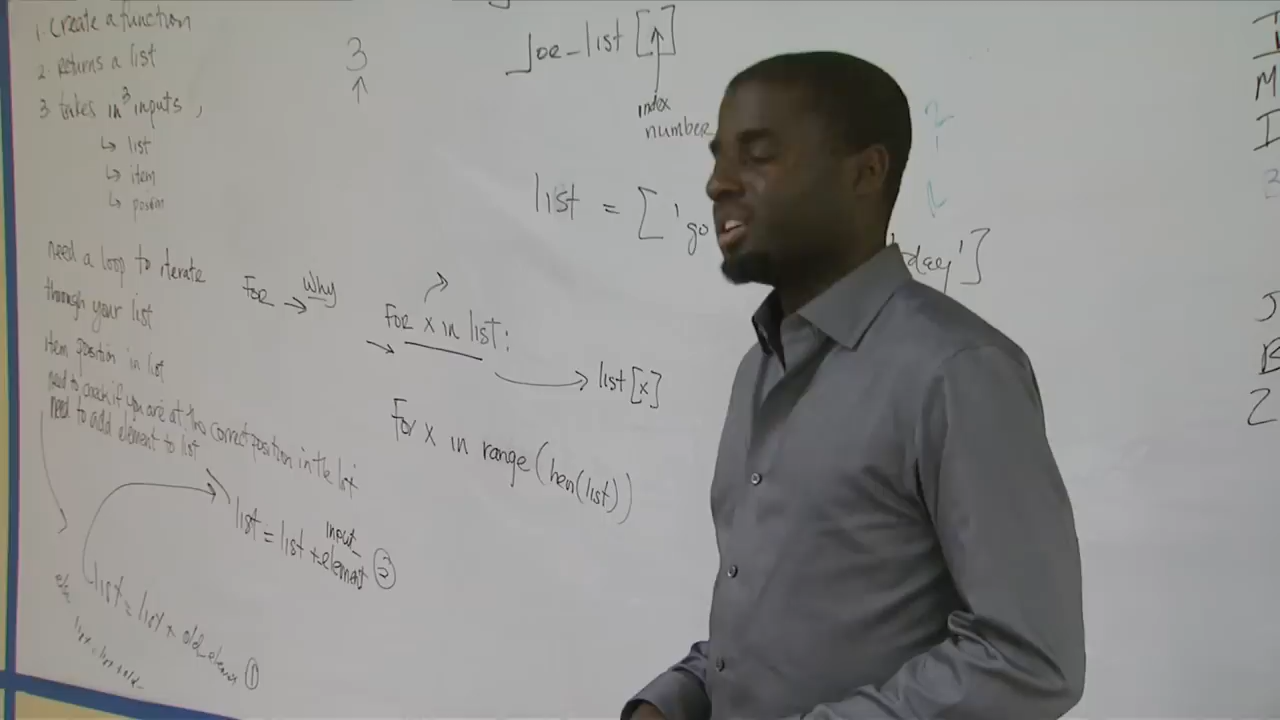 1. Create a function
2. returns a list
3. takes in 3 inputs,
↳ list
↳ item
↳ position
need a loop to iterate
through your list
item position in list
need to check if you are at the correct position in the list
need to add element to list
list = list + input_
element ②
else
list = list + old_element ①
3
↑
For → Why
For x in list:
→ list[x]
For x in range(len(list))
Joe_list []
index
number
list = ['go
day']
I
M
I
3
J
B
Z